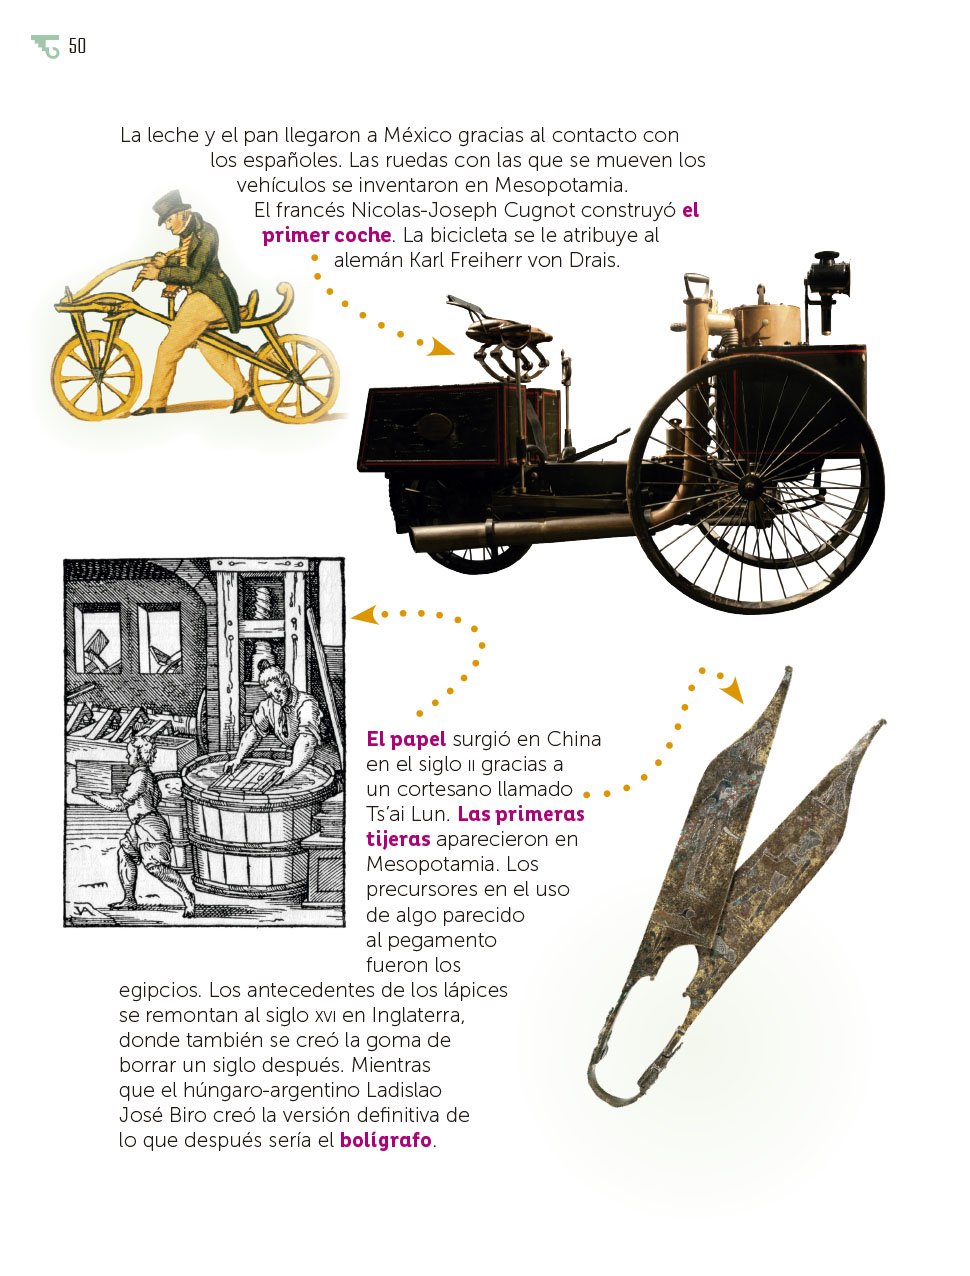 50
La leche y el pan llegaron a México gracias al contacto con
los españoles. Las ruedas con las que se mueven los
vehículos se inventaron en Mesopotamia.
El francés Nicolas-Joseph Cugnot construyó el
primer coche. La bicicleta se le atribuye al
alemán Karl Freiherr von Drais.
El papel surgió en China
en el siglo II gracias a
un cortesano llamado
Ts’ai Lun. Las primeras
tijeras aparecieron en
Mesopotamia. Los
precursores en el uso
de algo parecido
al pegamento
fueron los
egipcios. Los antecedentes de los lápices
se remontan al siglo XVI en Inglaterra,
donde también se creó la goma de
borrar un siglo después. Mientras
que el húngaro-argentino Ladislao
José Biro creó la versión definitiva de
lo que después sería el bolígrafo.